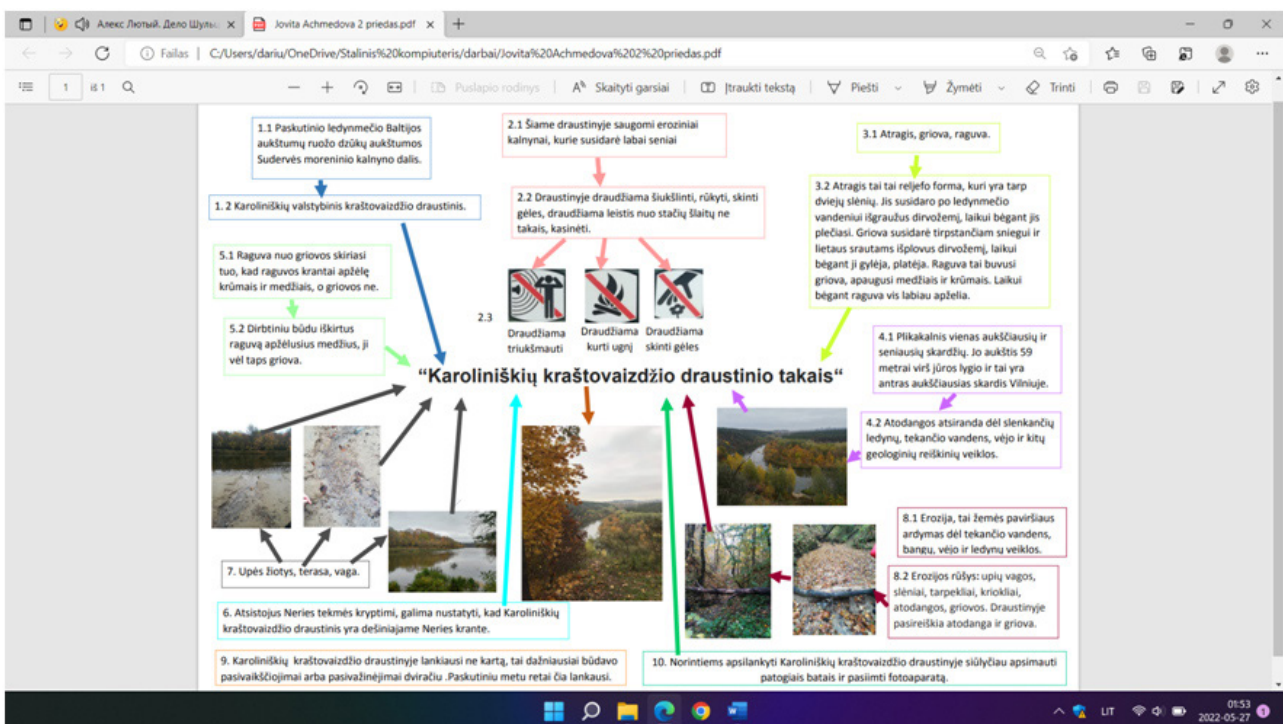 Алекс Лютый. Дело Шульц
Jovita Achmedova 2 priedas.pdf
Failas
C:/Users/dariu/OneDrive/Stalinis%20kompiuteris/darbai/Jovita%20Achmedova%202%20priedas.pdf
1
iš 1
Puslapio rodinys
Skaityti garsiai
Įtraukti tekstą
Piešti
Žymėti
Trinti
1.1 Paskutinio ledynmečio Baltijos
aukštumų ruožo dzūkų aukštumos
Sudervės moreninio kalnyno dalis.
1. 2 Karoliniškių valstybinis kraštovaizdžio draustinis.
2.1 Šiame draustinyje saugomi eroziniai
kalnynai, kurie susidarė labai seniai
2.2 Draustinyje draudžiama šiukšlinti, rūkyti, skinti
gėles, draudžiama leistis nuo stačių šlaitų ne
takais, kasinėti.
2.3
Draudžiama
triukšmauti
Draudžiama
kurti ugnį
Draudžiama
skinti gėles
3.1 Atragis, griova, raguva.
3.2 Atragis tai tai reljefo forma, kuri yra tarp
dviejų slėnių. Jis susidaro po ledynmečio
vandeniui išgraužus dirvožemį, laikui bėgant jis
plečiasi. Griova susidarė tirpstančiam sniegui ir
lietaus srautams išplovus dirvožemį, laikui
bėgant ji gylėja, platėja. Raguva tai buvusi
griova, apaugusi medžiais ir krūmais. Laikui
bėgant raguva vis labiau apželia.
5.1 Raguva nuo griovos skiriasi
tuo, kad raguvos krantai apžėlę
krūmais ir medžiais, o griovos ne.
5.2 Dirbtiniu būdu iškirtus
raguvą apžėlusius medžius, ji
vėl taps griova.
4.1 Plikakalnis vienas aukščiausių ir
seniausių skardžių. Jo aukštis 59
metrai virš jūros lygio ir tai yra
antras aukščiausias skardis Vilniuje.
"Karoliniškių kraštovaizdžio draustinio takais“
4.2 Atodangos atsiranda dėl slenkančių
ledynų, tekančio vandens, vėjo ir kitų
geologinių reiškinių veiklos.
7. Upės žiotys, terasa, vaga.
8.1 Erozija, tai žemės paviršiaus
ardymas dėl tekančio vandens,
bangų, vėjo ir ledynų veiklos.
8.2 Erozijos rūšys: upių vagos,
slėniai, tarpekliai, kriokliai,
atodangos, griovos. Draustinyje
pasireiškia atodanga ir griova.
6. Atsistojus Neries tekmės kryptimi, galima nustatyti, kad Karoliniškių
kraštovaizdžio draustinis yra dešiniajame Neries krante.
9. Karoliniškių kraštovaizdžio draustinyje lankiausi ne kartą, tai dažniausiai būdavo
pasivaikščiojimai arba pasivažinėjimai dviračiu .Paskutiniu metu retai čia lankausi.
10. Norintiems apsilankyti Karoliniškių kraštovaizdžio draustinyje siūlyčiau apsimauti
patogiais batais ir pasiimti fotoaparatą.
LIT
01:53
2022-05-27
1